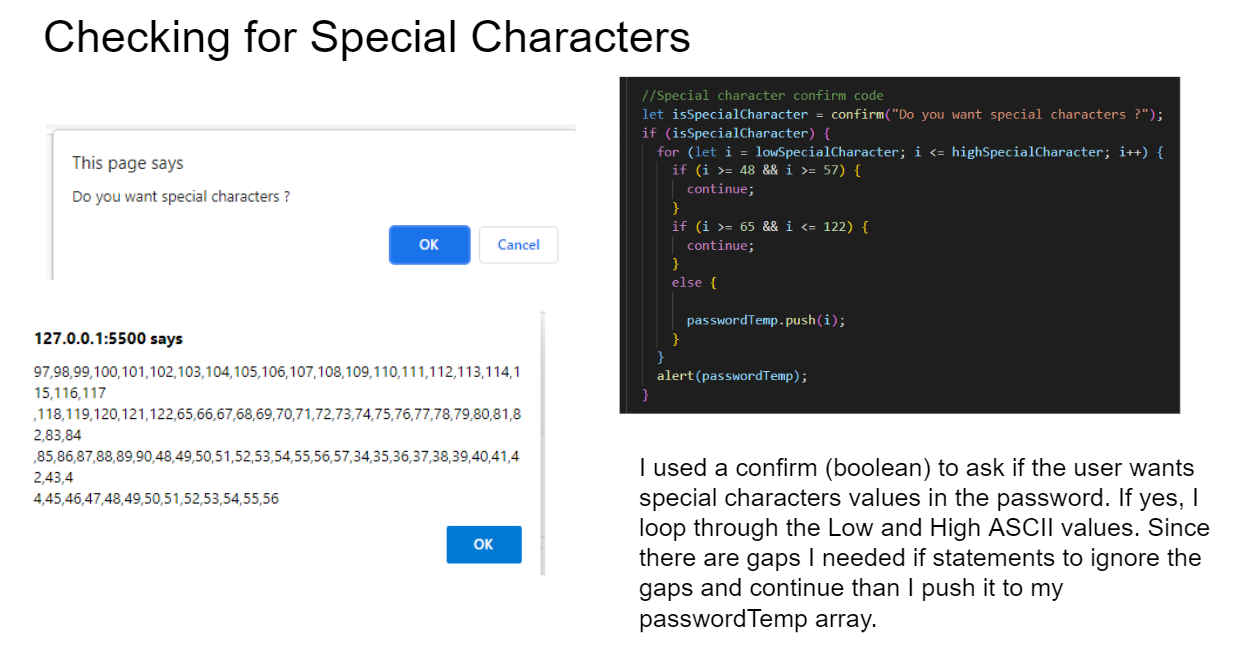 Checking for Special Characters
This page says
Do you want special characters ?
OK
Cancel
127.0.0.1:5500 says
97,98,99,100,101,102,103,104,105,106,107,108,109,110,111,112,113,114,1
15,116,117
,118,119,120,121,122,65,66,67,68,69,70,71,72,73,74,75,76,77,78,79,80,81,8
2,83,84
,85,86,87,88,89,90,48,49,50,51,52,53,54,55,56,57,34,35,36,37,38,39,40,41,4
2,43,4
4,45,46,47,48,49,50,51,52,53,54,55,56
OK
//Special character confirm code
let isSpecialCharacter = confirm("Do you want special characters ?");
if (isSpecialCharacter) {
for (let i = lowSpecialCharacter; i <= highSpecialCharacter; i++) {
if (i >= 48 && i >= 57) {
continue;
}
if (i >= 65 && i <= 122) {
continue;
}
else {
passwordTemp.push(i);
}
}
alert(passwordTemp);
}
I used a confirm (boolean) to ask if the user wants
special characters values in the password. If yes, I
loop through the Low and High ASCII values. Since
there are gaps I needed if statements to ignore the
gaps and continue than I push it to my
passwordTemp array.